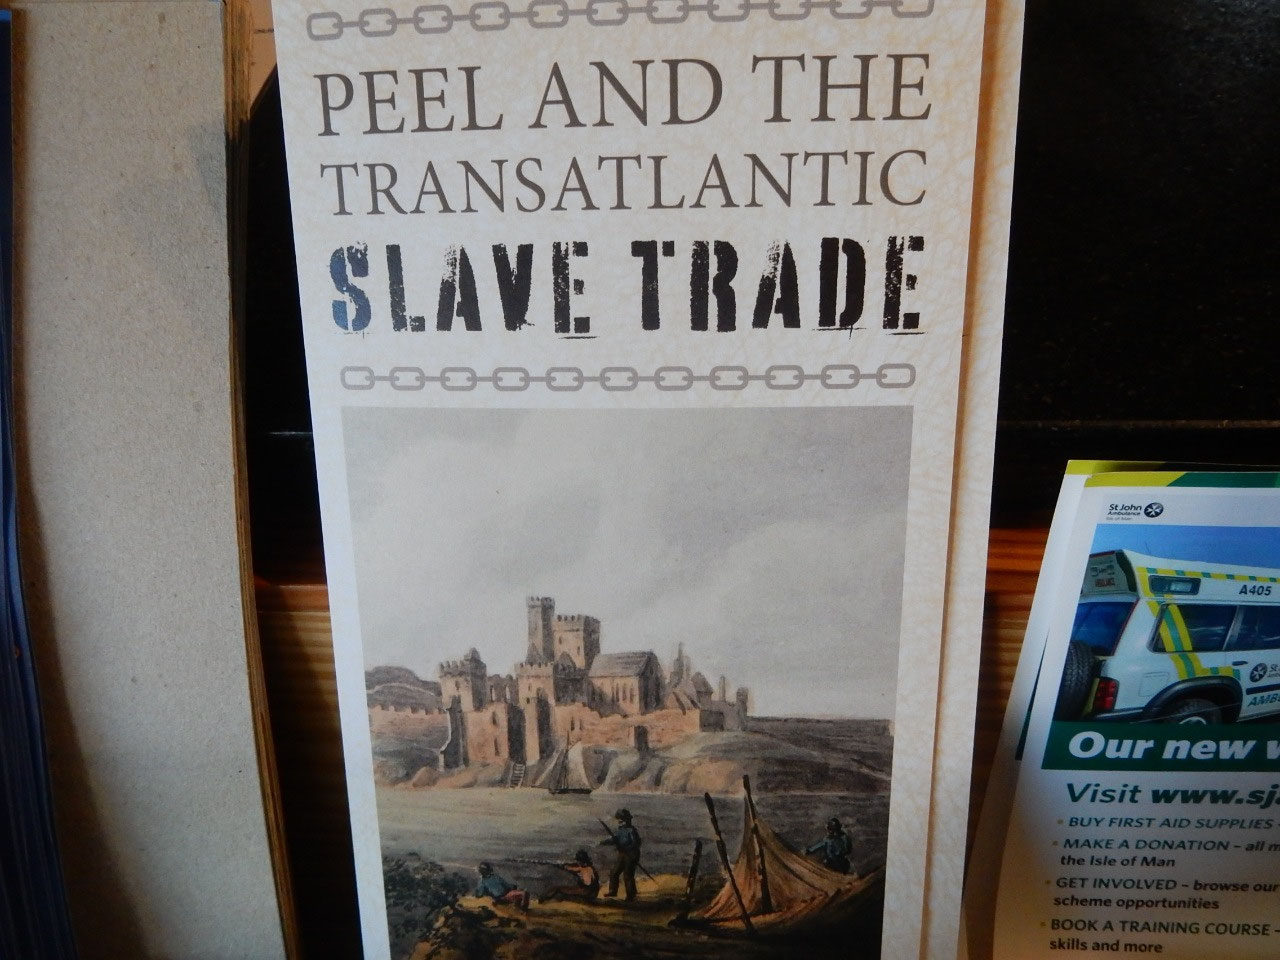 PEEL AND THE
TRANSATLANTIC
SLAVE TRADE
St John
Ambulance
A405
Our new
Visit www.sj
BUY FIRST AID SUPPLIES
MAKE A DONATION – all
the Isle of Man
GET INVOLVED – browse our
scheme opportunities
BOOK A TRAINING COURSE –
skills and more